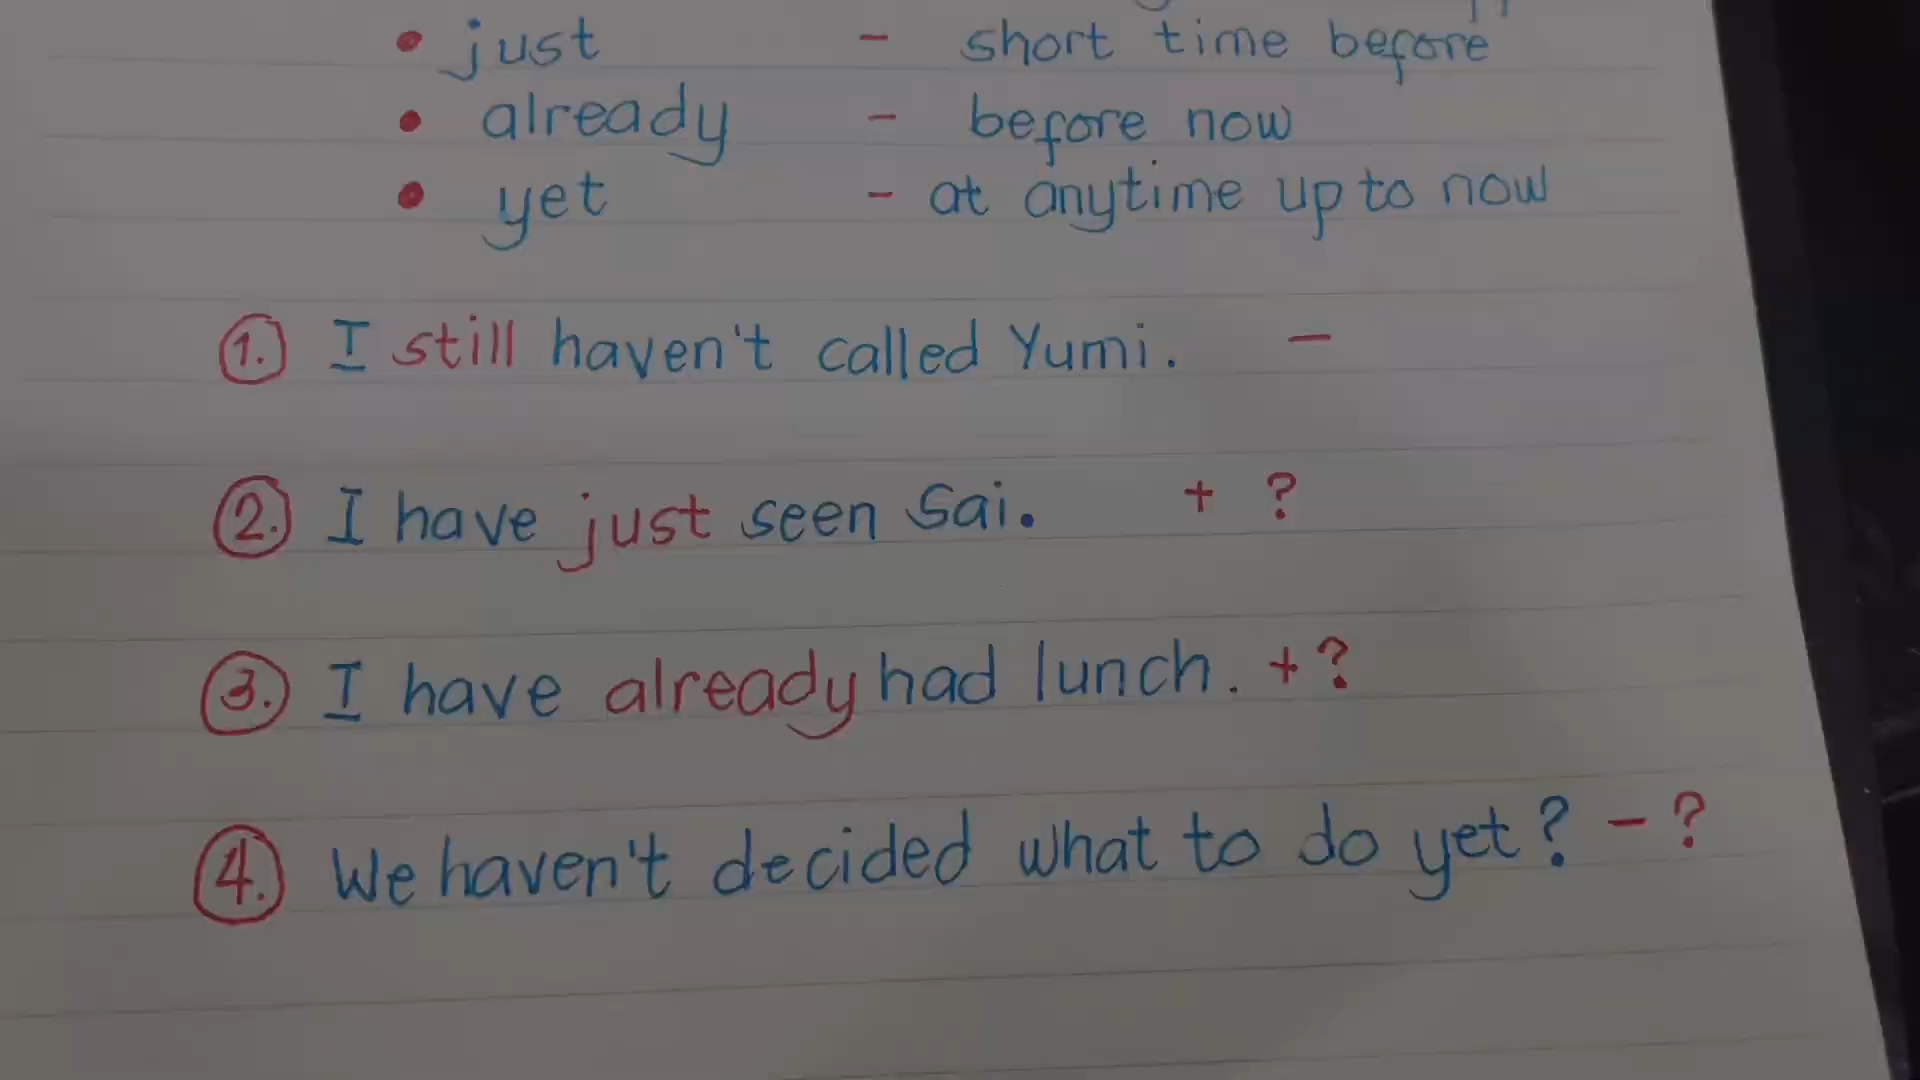 • just - short time before
• already - before now
• yet - at anytime up to now
1. I still haven't called Yumi. -
2. I have just seen Sai. + ?
3. I have already had lunch. + ?
4. We haven't decided what to do yet? - ?